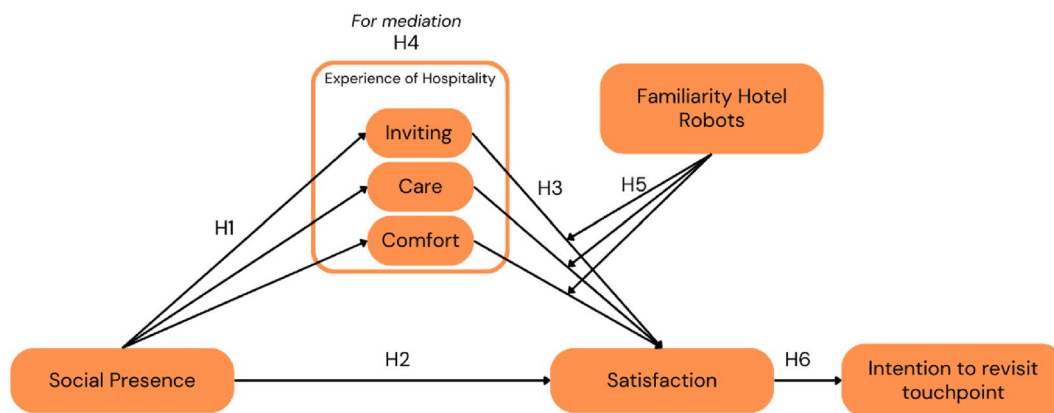 For mediation
H4
Experience of Hospitality
Inviting
Care
Comfort
Familiarity Hotel
Robots
H1
H3
H5
H2
H6
Social Presence
Satisfaction
Intention to revisit
touchpoint